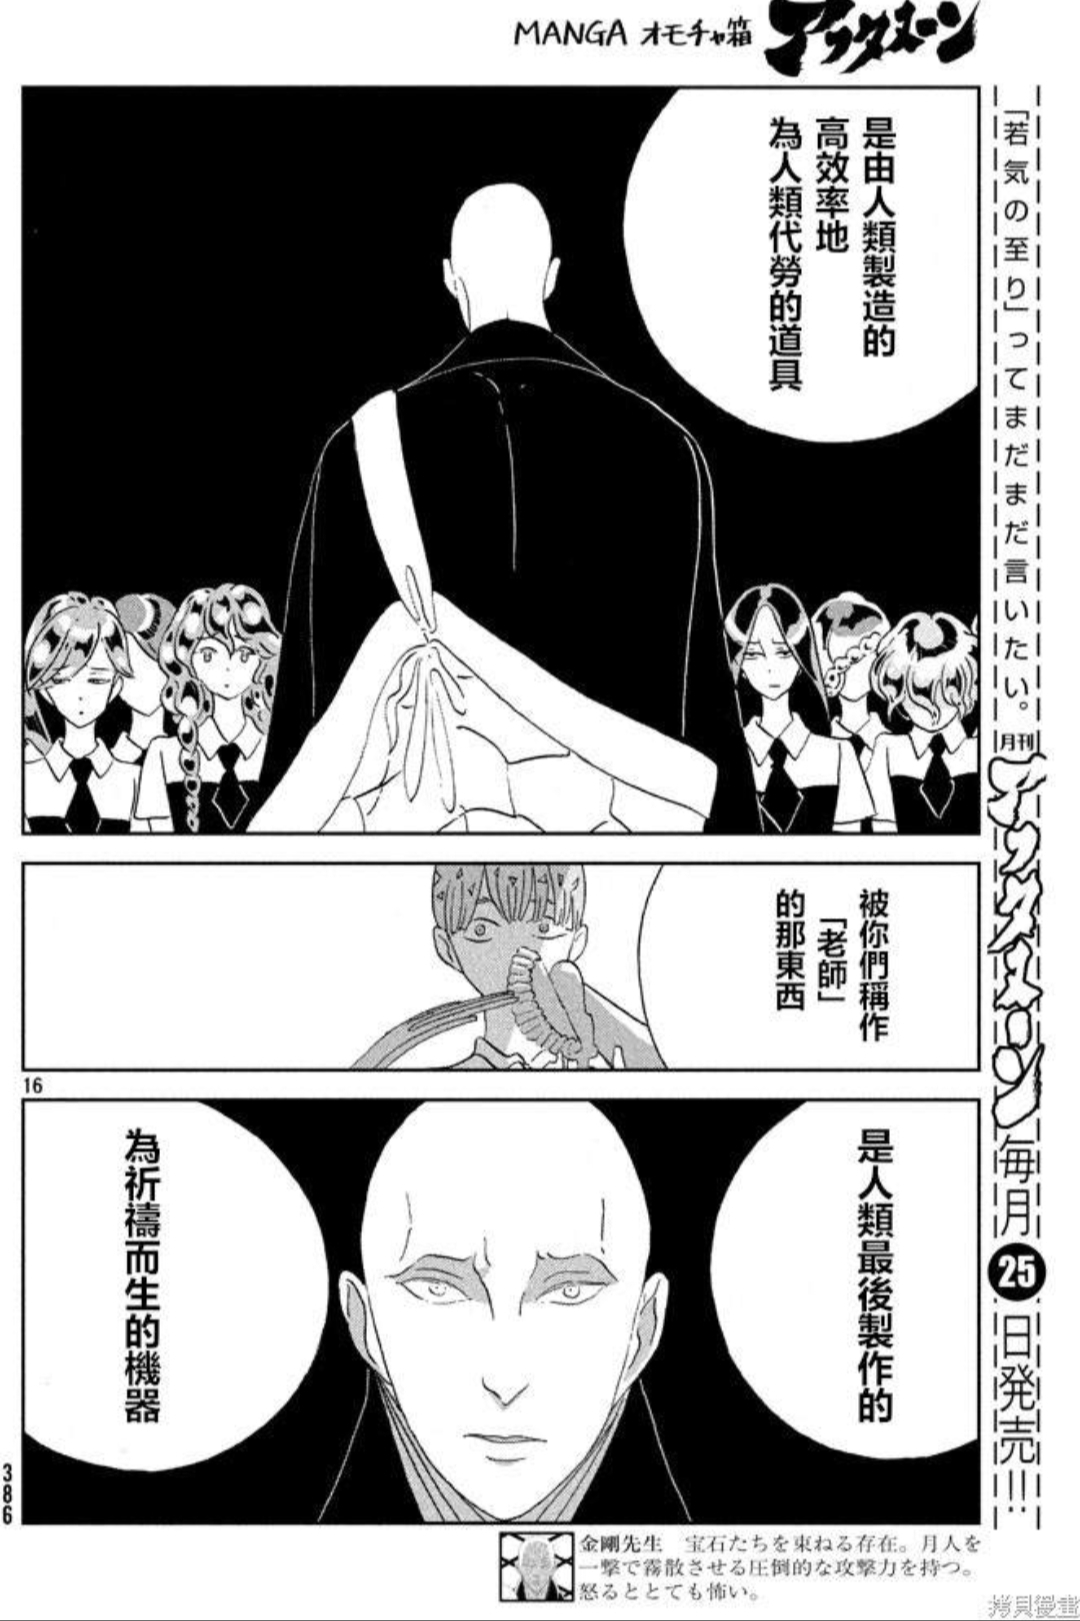 MANGA オモチャ箱 アフタヌーン
是由人類製造的
高效率地
為人類代勞的道具
被你們稱作
「老師」
的那東西
16
是人類最後製作的
為祈禱而生的機器
「若気の至り」ってまだまだ言いたい。月刊アフタヌーン毎月25日発売!!!
386
金剛先生 宝石たちを束ねる存在。月人を
一撃で霧散させる圧倒的な攻撃力を持つ。
怒るととても怖い。
拷貝漫畫